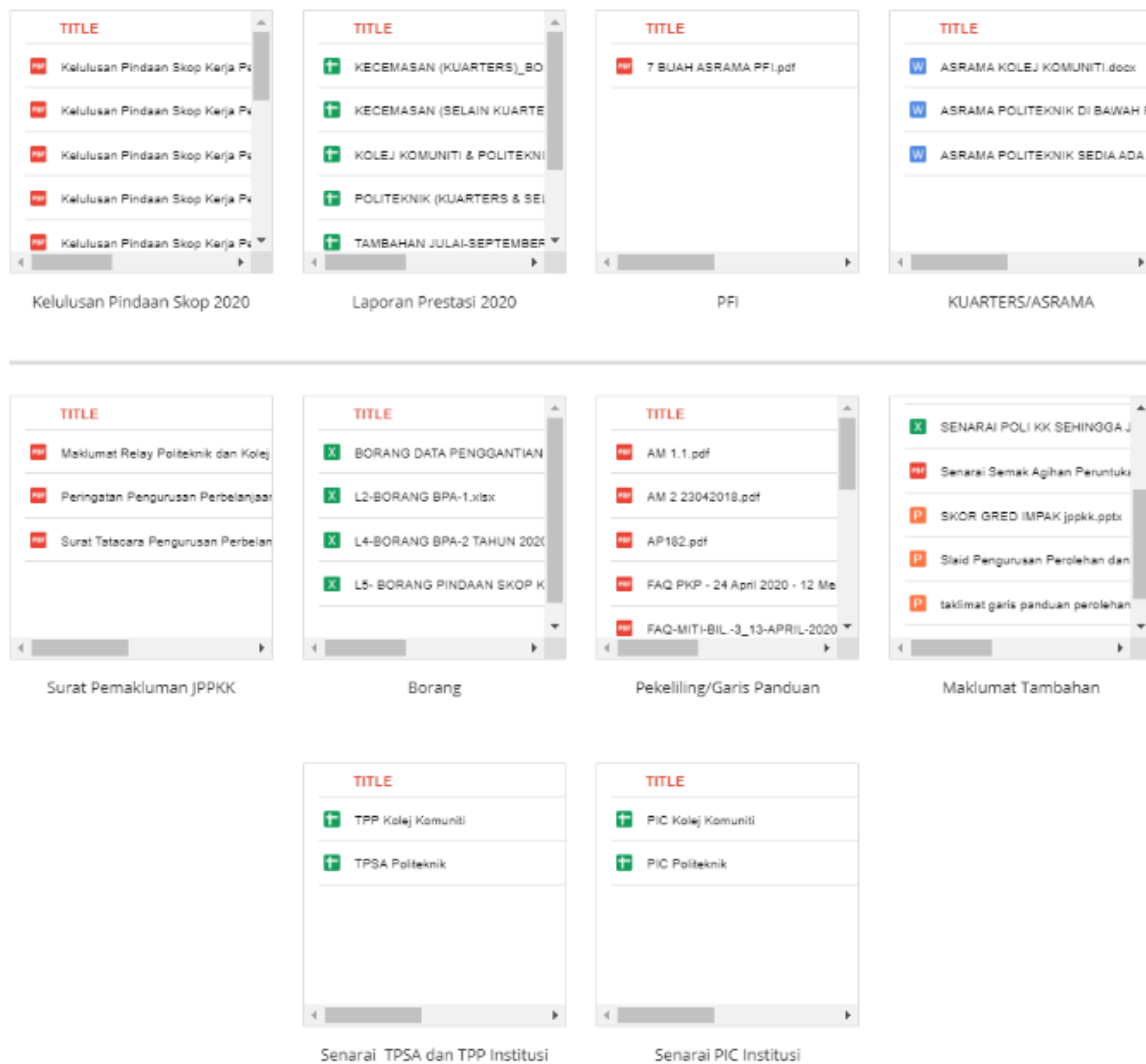 TITLE
Kelulusan Pindaan Skop Kerja Pe
Kelulusan Pindaan Skop Kerja Pe
Kelulusan Pindaan Skop Kerja Pe
Kelulusan Pindaan Skop Kerja Pe
Kelulusan Pindaan Skop Kerja Pe
Kelulusan Pindaan Skop 2020
TITLE
KECEMASAN (KUARTERS)_BO
KECEMASAN (SELAIN KUARTE
KOLEJ KOMUNITI & POLITEKNI
POLITEKNIK (KUARTERS & SEL
TAMBAHAN JULAI-SEPTEMBER
Laporan Prestasi 2020
TITLE
7 BUAH ASRAMA PFI.pdf
PFI
TITLE
ASRAMA KOLEJ KOMUNITI.docx
ASRAMA POLITEKNIK DI BAWAH
ASRAMA POLITEKNIK SEDIA ADA
KUARTERS/ASRAMA
TITLE
Maklumat Relay Politeknik dan Kolej
Peringatan Pengurusan Perbelanjaan
Surat Tatacara Pengurusan Perbelan
Surat Pemakluman JPPKK
TITLE
BORANG DATA PENGGANTIAN
L2-BORANG BPA-1.xlsx
L4-BORANG BPA-2 TAHUN 2020
L5- BORANG PINDAAN SKOP K
Borang
TITLE
AM 1.1.pdf
AM 2 23042018.pdf
AP182.pdf
FAQ PKP - 24 April 2020 - 12 Me
FAQ-MITI-BIL.-3_13-APRIL-2020
Pekeliling/Garis Panduan
SENARAI POLI KK SEHINGGA J
Senarai Semak Agihan Peruntuka
SKOR GRED IMPAK jppkk.pptx
Slaid Pengurusan Perolehan dan
taklimat garis panduan perolehan
Maklumat Tambahan
TITLE
TPP Kolej Komuniti
TPSA Politeknik
Senarai TPSA dan TPP Institusi
TITLE
PIC Kolej Komuniti
PIC Politeknik
Senarai PIC Institusi